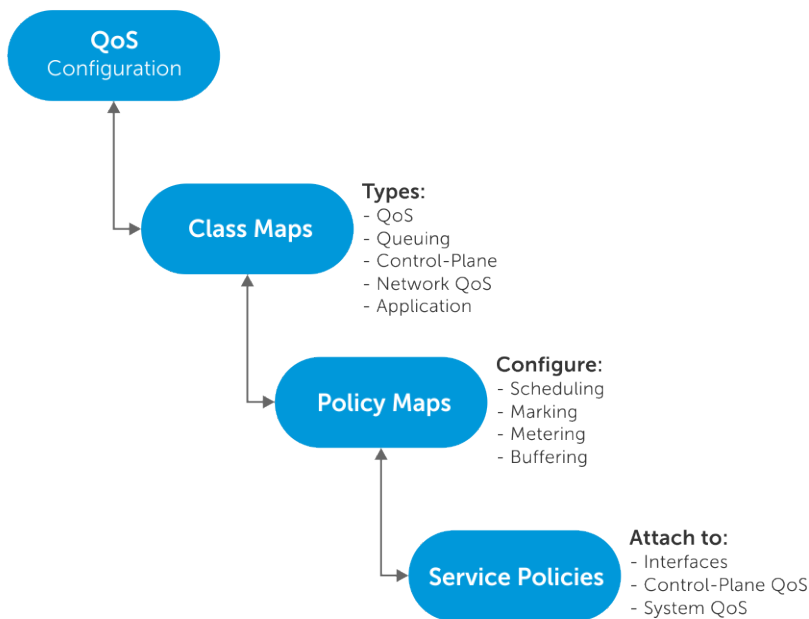 QoS
Configuration
Class Maps
Types:
- QoS
- Queuing
- Control-Plane
- Network QoS
- Application
Policy Maps
Configure:
- Scheduling
- Marking
- Metering
- Buffering
Service Policies
Attach to:
- Interfaces
- Control-Plane QoS
- System QoS